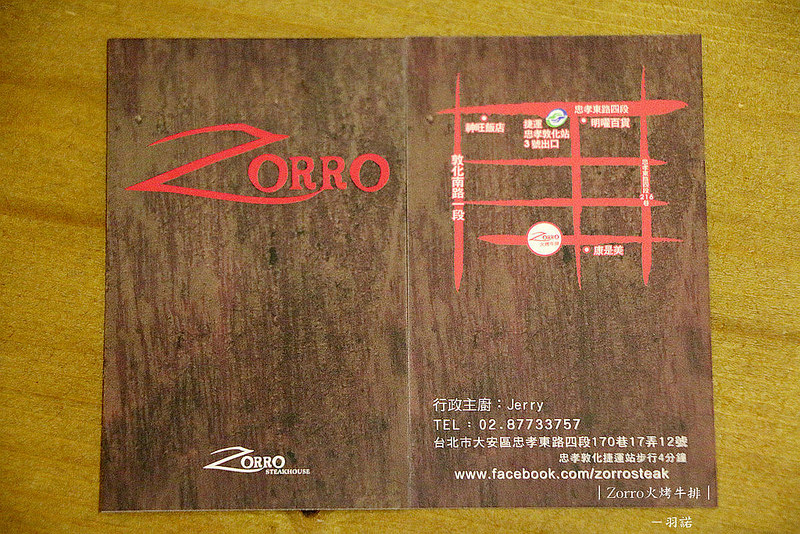 ZORRO
ZORRO
STEAKHOUSE
忠孝東路四段
神旺飯店
捷運
忠孝敦化站
3號出口
明曜百貨
敦化南路一段
忠孝東路四段216巷
ZORRO
康是美
行政主廚：Jerry
TEL：02.87733757
台北市大安區忠孝東路四段170巷17弄12號
忠孝敦化捷運站步行4分鐘
www.facebook.com/zorrosteak
| Zorro火烤牛排 |
－羽諾